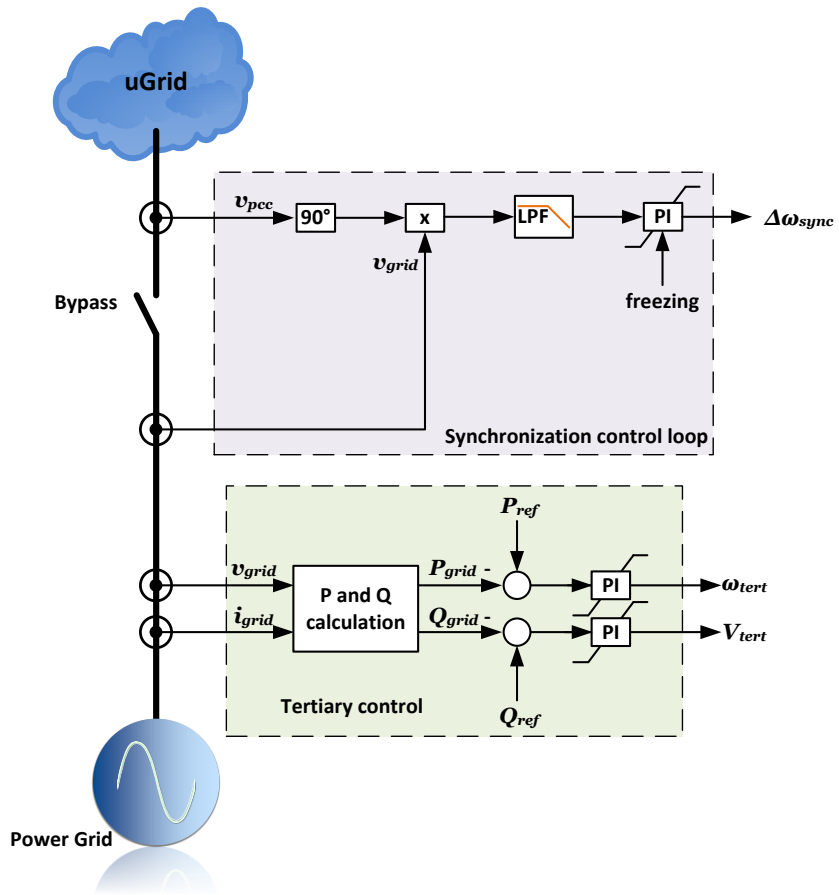 uGrid
v_pcc
90°
x
LPF
PI
Δω_sync
v_grid
freezing
Bypass
Synchronization control loop
P_ref
v_grid
P_grid -
PI
ω_tert
P and Q
calculation
i_grid
Q_grid -
PI
V_tert
Tertiary control
Q_ref
Power Grid